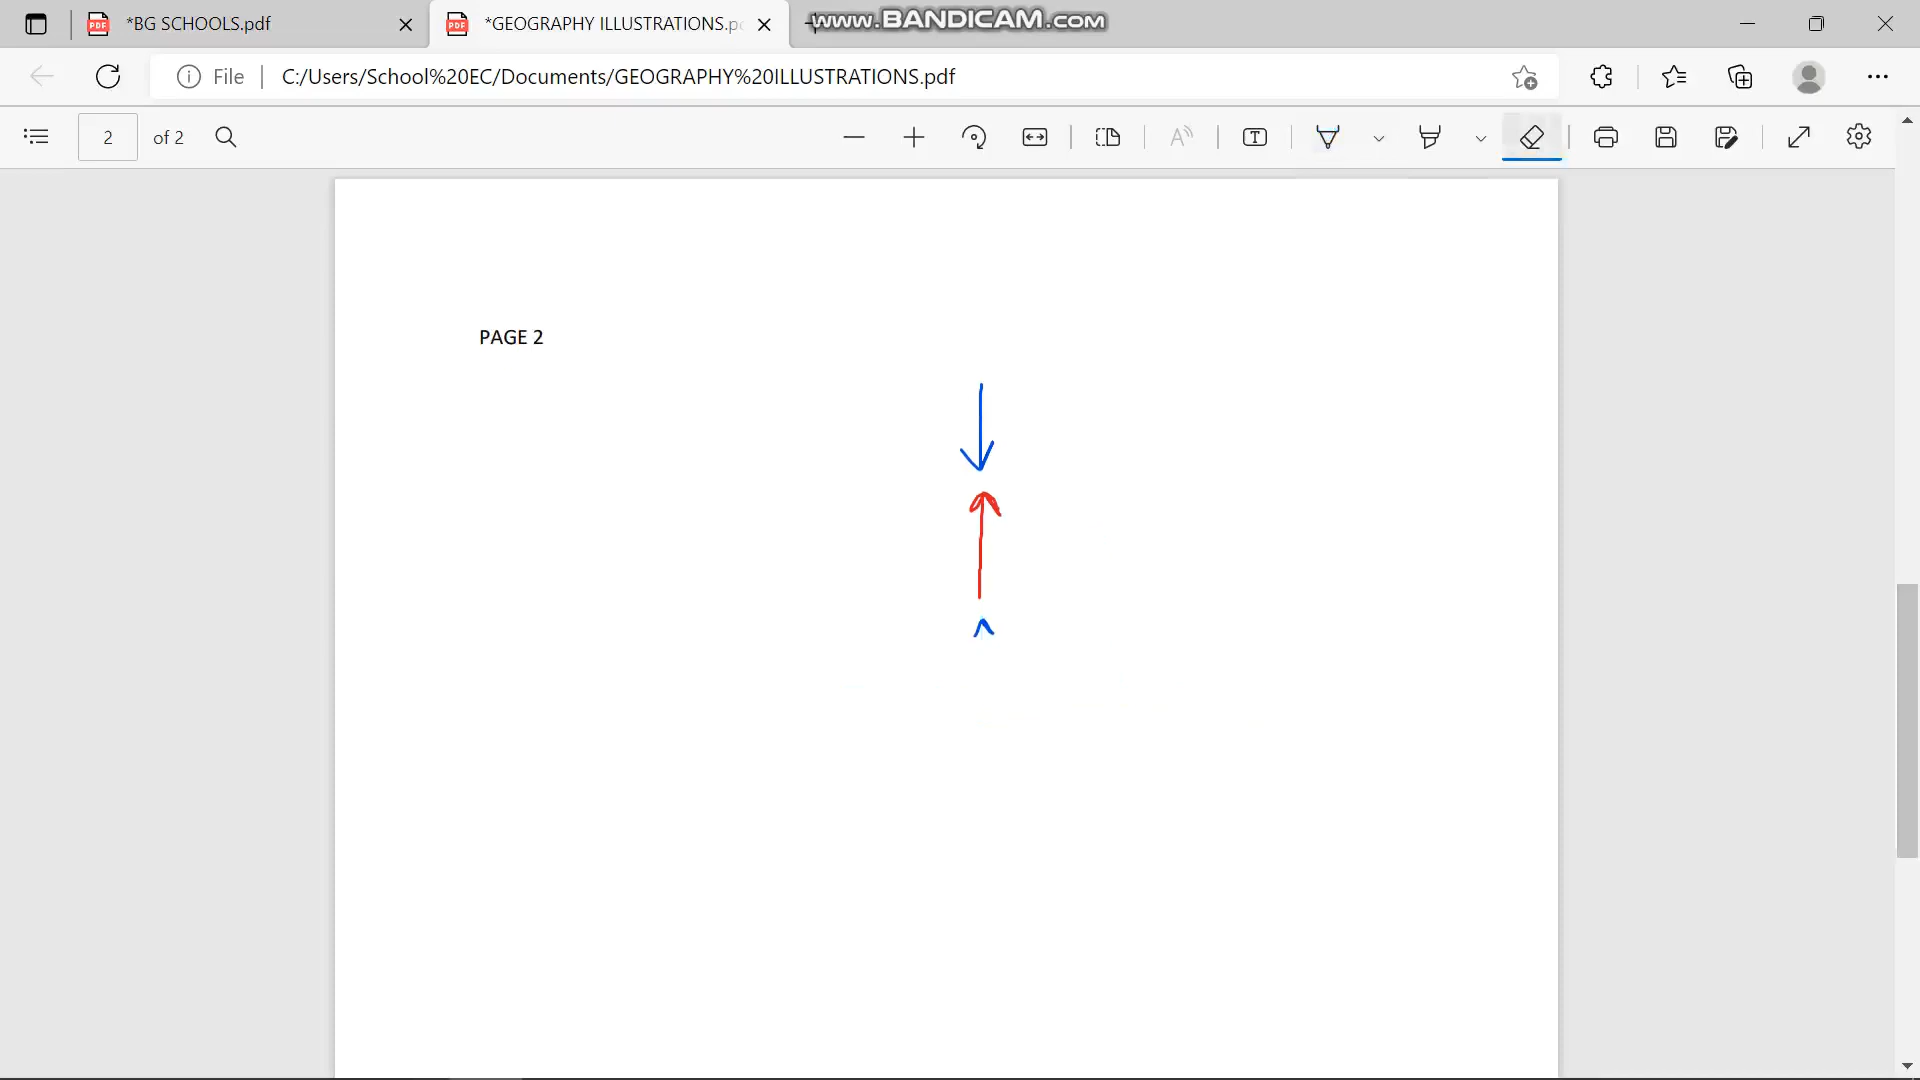 *BG SCHOOLS.pdf
*GEOGRAPHY ILLUSTRATIONS.pd
www.BANDICAM.com
File
C:/Users/School%20EC/Documents/GEOGRAPHY%20ILLUSTRATIONS.pdf
2 of 2
PAGE 2